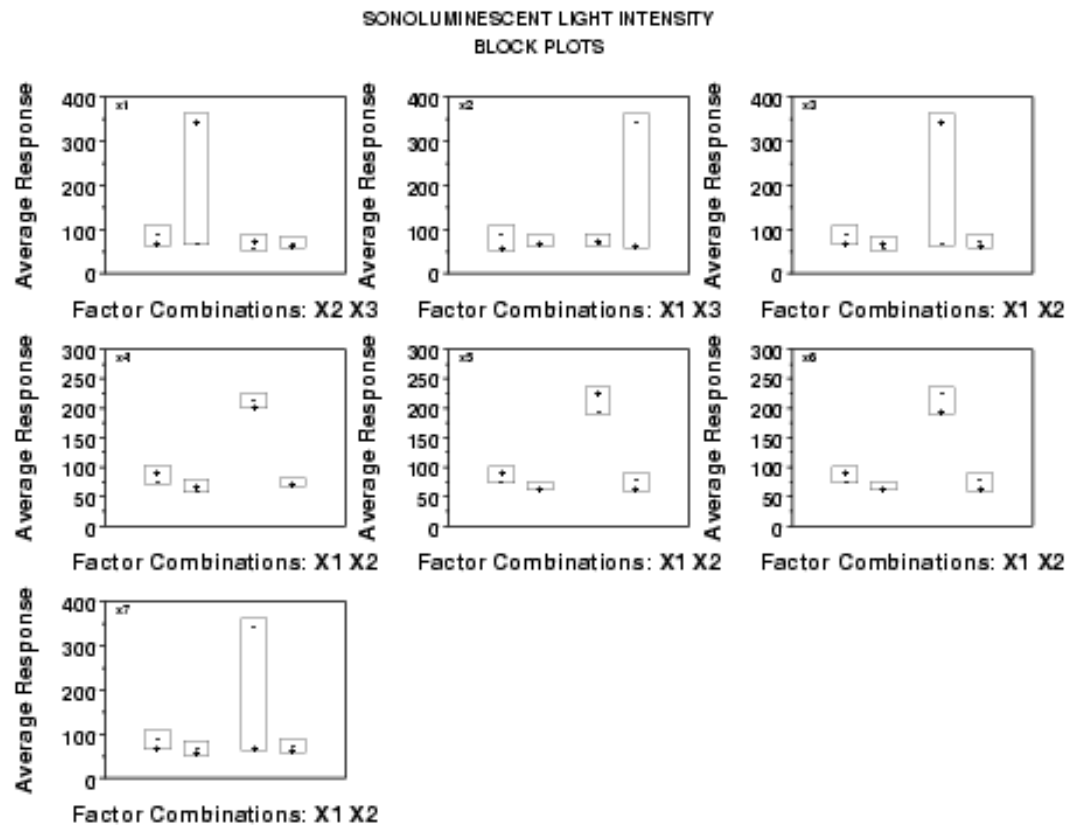 SONOLUMINESCENT LIGHT INTENSITY
BLOCK PLOTS
Average Response
400
300
200
100
0
x1
Factor Combinations: X2 X3
Average Response
400
300
200
100
0
x2
Factor Combinations: X1 X3
Average Response
400
300
200
100
0
x3
Factor Combinations: X1 X2
Average Response
300
250
200
150
100
50
0
x4
Factor Combinations: X1 X2
Average Response
300
250
200
150
100
50
0
x5
Factor Combinations: X1 X2
Average Response
300
250
200
150
100
50
0
x6
Factor Combinations: X1 X2
Average Response
400
300
200
100
0
x7
Factor Combinations: X1 X2